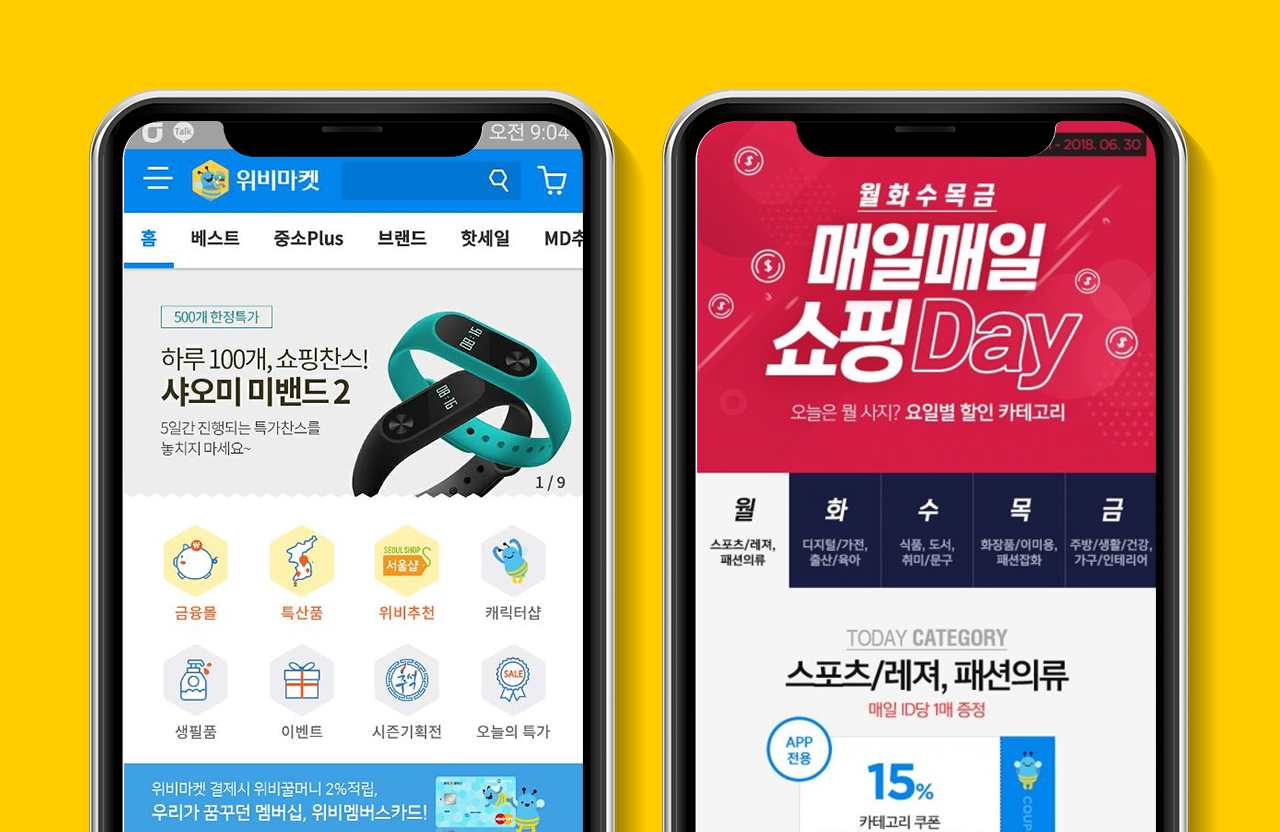 Talk
오전 9:04
위비마켓
홈 베스트 중소Plus 브랜드 핫세일 MD추
500개 한정특가
하루 100개, 쇼핑찬스!
샤오미 미밴드 2
5일간 진행되는 특가찬스를
놓치지 마세요~
08:16
08:16
1 / 9
SEOUL SHOP
서울샵
금융몰 특산품 위비추천 캐릭터샵
추석
SALE
생필품 이벤트 시즌기획전 오늘의 특가
위비마켓 결제시 위비꿀머니 2%적립,
우리가 꿈꾸던 멤버십, 위비멤버스카드!
- 2018. 06. 30
월화수목금
매일매일
쇼핑Day
오늘은 뭘 사지? 요일별 할인 카테고리
월 화 수 목 금
스포츠/레져, 디지털/가전, 식품, 도서, 화장품/이미용, 주방/생활/건강,
패션의류 출산/육아 취미/문구 패션잡화 가구/인테리어
TODAY CATEGORY
스포츠/레져, 패션의류
매일 ID당 1매 증정
APP
전용
15%
카테고리 쿠폰
COUP